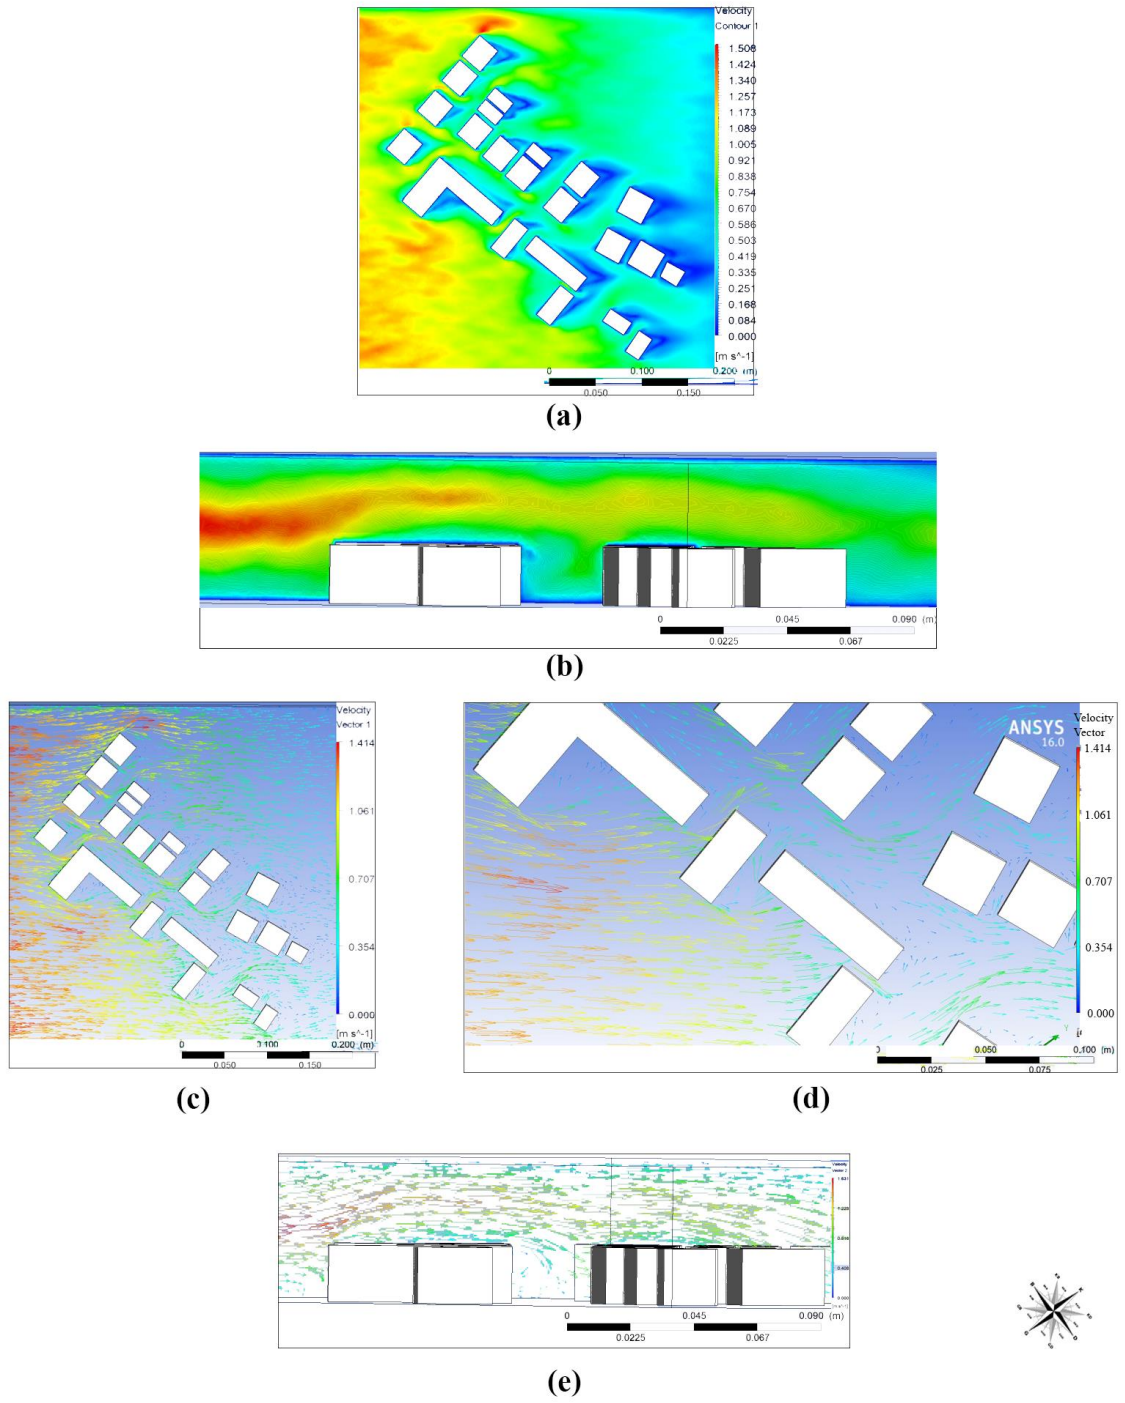 Velocity
Contour 1
1.508
1.424
1.340
1.257
1.173
1.089
1.005
0.921
0.838
0.754
0.670
0.586
0.503
0.419
0.335
0.251
0.168
0.084
0.000
[m s^-1]
0 0.100 0.200 (m)
0.050 0.150
(a)
0 0.045 0.090 (m)
0.0225 0.067
(b)
Velocity
Vector 1
1.414
1.061
0.707
0.354
0.000
[m s^-1]
0 0.100 0.200 (m)
0.050 0.150
(c)
ANSYS
16.0
Velocity
Vector
1.414
1.061
0.707
0.354
0.000
0 0.050 0.100 (m)
0.025 0.075
(d)
Velocity
0.000
0 0.045 0.090 (m)
0.0225 0.067
(e)